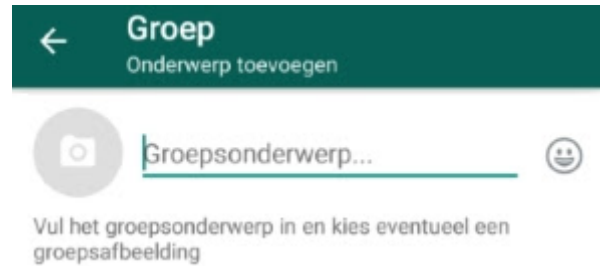 Groep
Onderwerp toevoegen
Groepsonderwerp...
Vul het groepsonderwerp in en kies eventueel een
groepsafbeelding